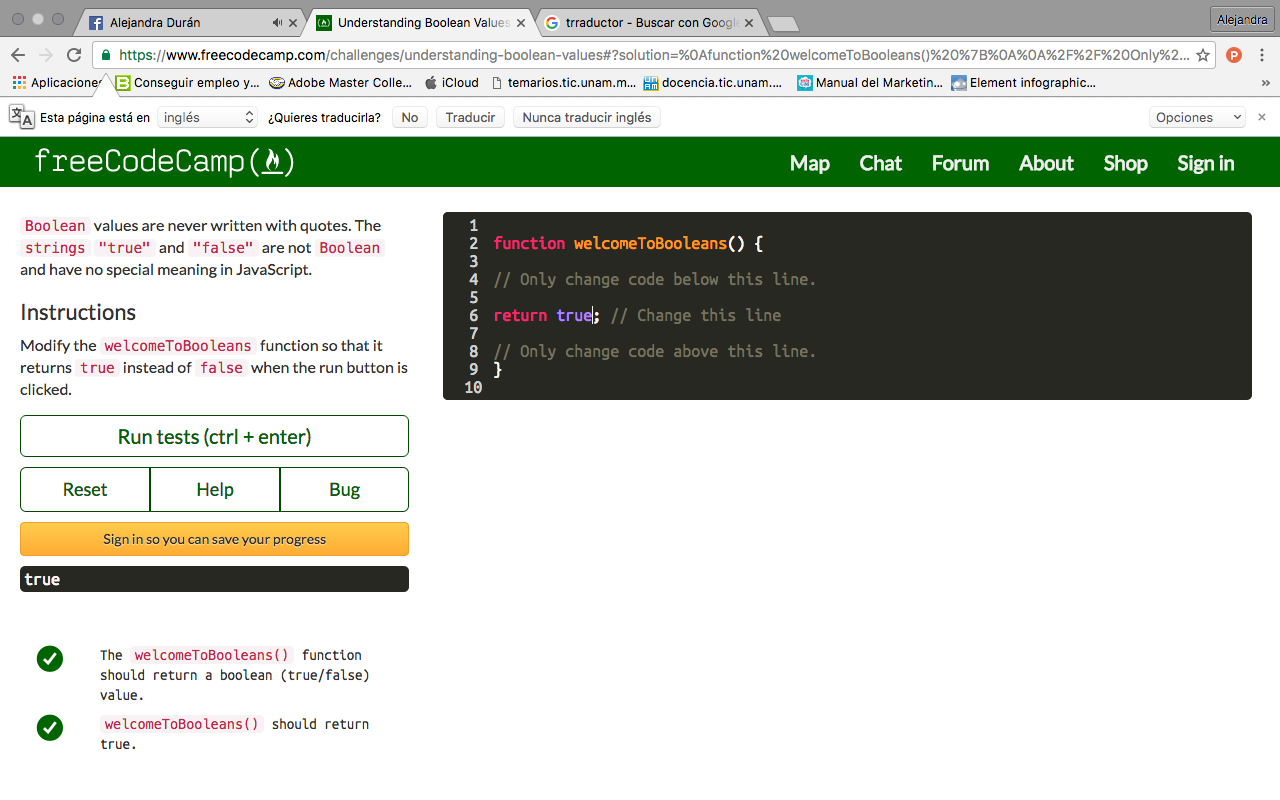 Alejandra Durán
Understanding Boolean Values
trraductor - Buscar con Google
Alejandra
https://www.freecodecamp.com/challenges/understanding-boolean-values#?solution=%0Afunction%20welcomeToBooleans()%20%7B%0A%0A%2F%2F%20Only%2...
Aplicaciones
Conseguir empleo y...
Adobe Master Colle...
iCloud
temarios.tic.unam.m...
docencia.tic.unam....
Manual del Marketin...
Element infographic...
»
Esta página está en
inglés
¿Quieres traducirla?
No
Traducir
Nunca traducir inglés
Opciones
freeCodeCamp
Map
Chat
Forum
About
Shop
Sign in
Boolean values are never written with quotes. The
strings "true" and "false" are not Boolean
and have no special meaning in JavaScript.
Instructions
Modify the welcomeToBooleans function so that it
returns true instead of false when the run button is
clicked.
Run tests (ctrl + enter)
Reset
Help
Bug
Sign in so you can save your progress
true
The welcomeToBooleans() function
should return a boolean (true/false)
value.
welcomeToBooleans() should return
true.
1
2 function welcomeToBooleans() {
3
4 // Only change code below this line.
5
6 return true; // Change this line
7
8 // Only change code above this line.
9 }
10